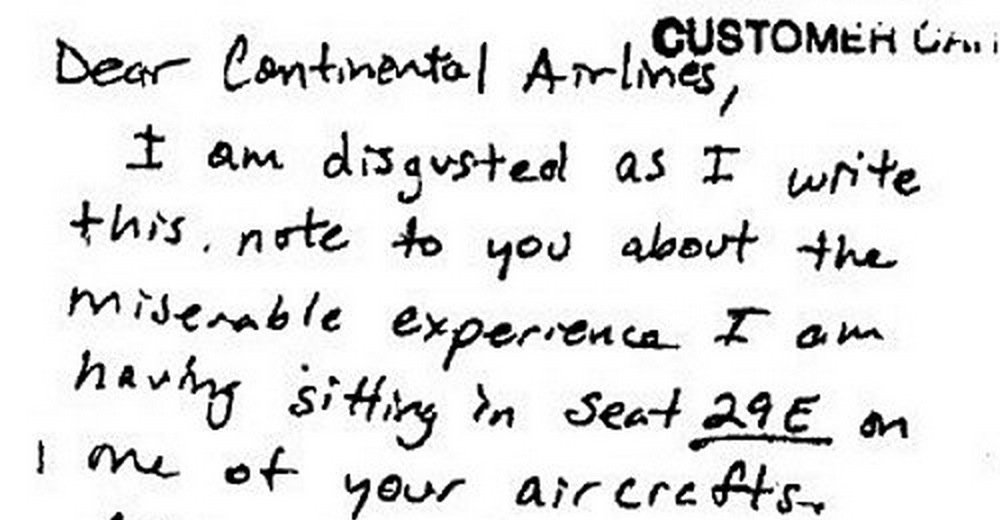 CUSTOMER
Dear Continental Airlines,
I am disgusted as I write
this note to you about the
miserable experience I am
having sitting in seat 29E on
one of your aircrafts.